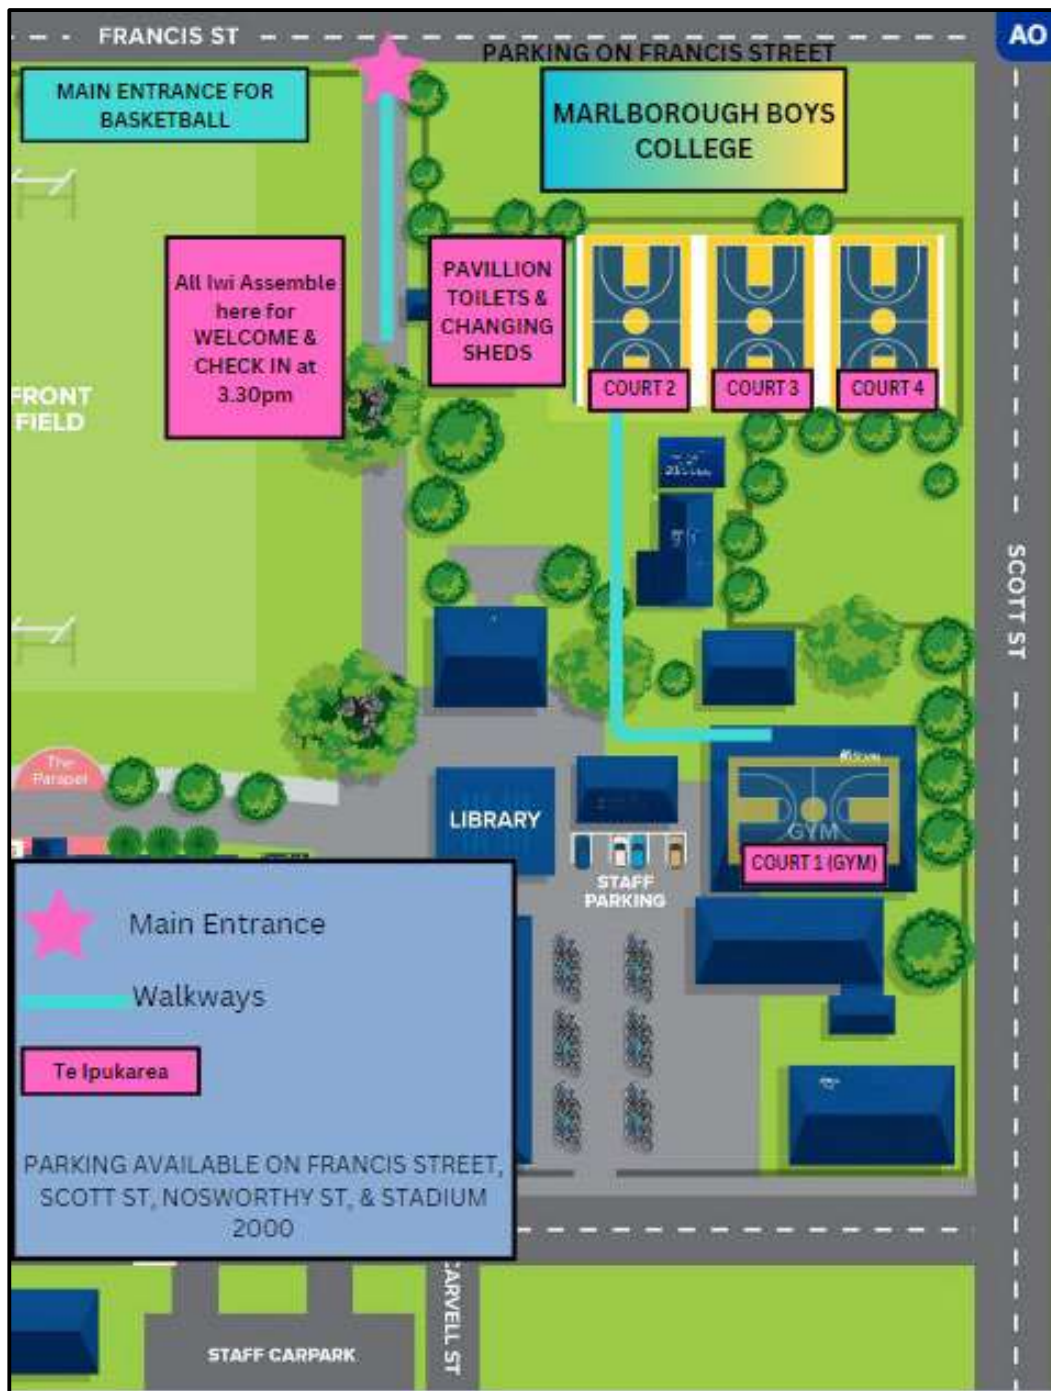 FRANCIS ST
AO
PARKING ON FRANCIS STREET
MAIN ENTRANCE FOR
BASKETBALL
MARLBOROUGH BOYS
COLLEGE
All Iwi Assemble
here for
WELCOME &
CHECK IN at
3.30pm
PAVILLION
TOILETS &
CHANGING
SHEDS
COURT 2
COURT 3
COURT 4
FRONT
FIELD
SCOTT ST
The
Parapet
LIBRARY
GYM
COURT 1 (GYM)
STAFF
PARKING
Main Entrance
Walkways
Te Ipukarea
PARKING AVAILABLE ON FRANCIS STREET,
SCOTT ST, NOSWORTHY ST, & STADIUM
2000
CARVELL ST
STAFF CARPARK